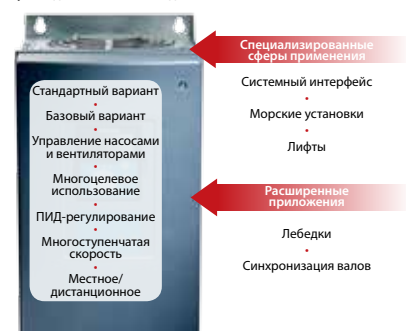 Стандартный вариант
Базовый вариант
Управление насосами
и вентиляторами
Многоцелевое
использование
ПИД-регулирование
Многоступенчатая
скорость
Местное/
дистанционное
Специализированные
сферы применения
Системный интерфейс
Морские установки
Лифты
Расширенные
приложения
Лебедки
Синхронизация валов